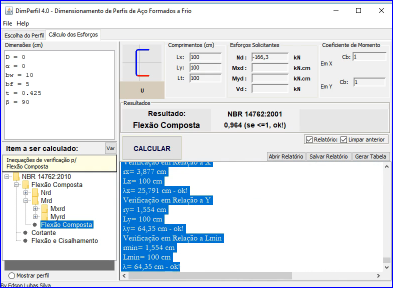 DimPerfil 4.0 - Dimensionamento de Perfis de Aço Formados a Frio
File Help
Escolha do Perfil Cálculo dos Esforços
Dimensões (cm)
D = 0
α = 0
bw = 10
bf = 5
t = 0.425
β = 90
U
Comprimentos (cm)
Lx: 100
Ly: 100
Lt: 100
Esforços Solicitantes
Nd : -166,3 kN
Mxd : kN.cm
Myd : kN.cm
Vd : kN
Coeficiente de Momento
Cb: 1
Em X
Cb: 1
Em Y
Resultados
Resultado: NBR 14762:2001
Flexão Composta 0,964 (se <=1, ok!)
Item a ser calculado: Var
Inequações de verificação p/
Flexão Composta
NBR 14762:2010
Flexão Composta
Nrd
Mrd
Mxrd
Myrd
Flexão Composta
Cortante
Flexão e Cisalhamento
Mostrar perfil
CALCULAR
Relatório: Limpar anterior
Abrir Relatório Salvar Relatório Gerar Tabela
Verificação em Relação a X
rx= 3,877 cm
Lx= 100 cm
λx= 25,791 cm - ok!
Verificação em Relação a Y
ry= 1,554 cm
Ly= 100 cm
λy= 64,35 cm - ok!
Verificação em Relação a Lmin
rmin= 1,554 cm
Lmin= 100 cm
λ= 64,35 cm - ok!
By Edson Lubas Silva